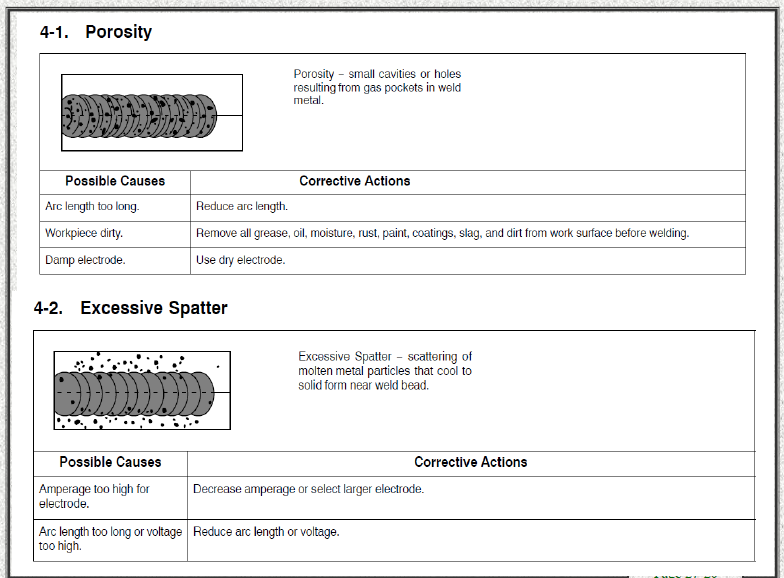 4-1. Porosity
Porosity – small cavities or holes
resulting from gas pockets in weld
metal.
Possible Causes Corrective Actions
Arc length too long. Reduce arc length.
Workpiece dirty. Remove all grease, oil, moisture, rust, paint, coatings, slag, and dirt from work surface before welding.
Damp electrode. Use dry electrode.
4-2. Excessive Spatter
Excessive Spatter – scattering of
molten metal particles that cool to
solid form near weld bead.
Possible Causes Corrective Actions
Amperage too high for Decrease amperage or select larger electrode.
electrode.
Arc length too long or voltage Reduce arc length or voltage.
too high.